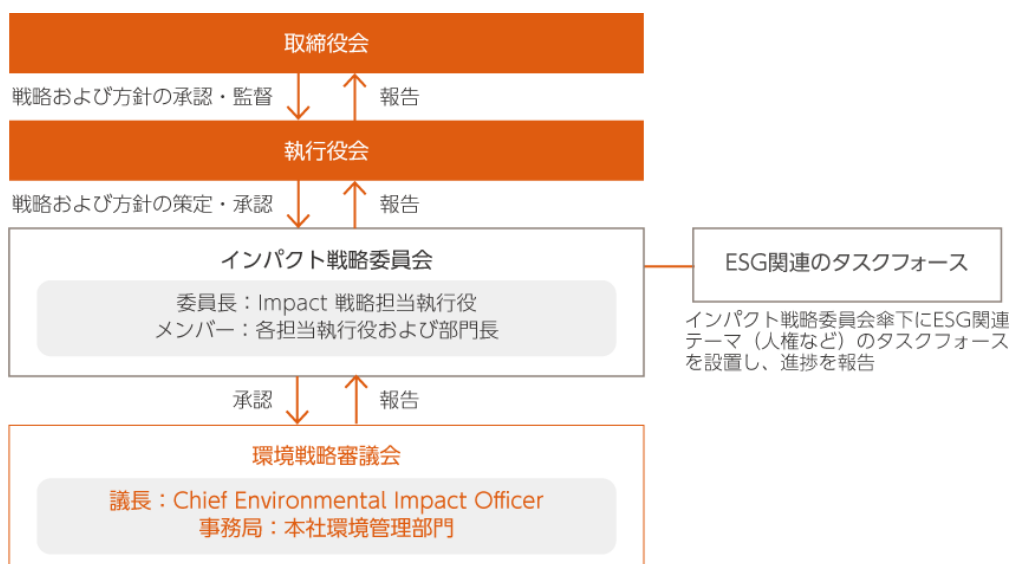 取締役会
戦略および方針の承認・監督
報告
執行役会
戦略および方針の策定・承認
報告
インパクト戦略委員会
委員長：Impact 戦略担当執行役
メンバー：各担当執行役および部門長
ESG関連のタスクフォース
インパクト戦略委員会傘下にESG関連
テーマ（人権など）のタスクフォース
を設置し、進捗を報告
承認
報告
環境戦略審議会
議長：Chief Environmental Impact Officer
事務局：本社環境管理部門